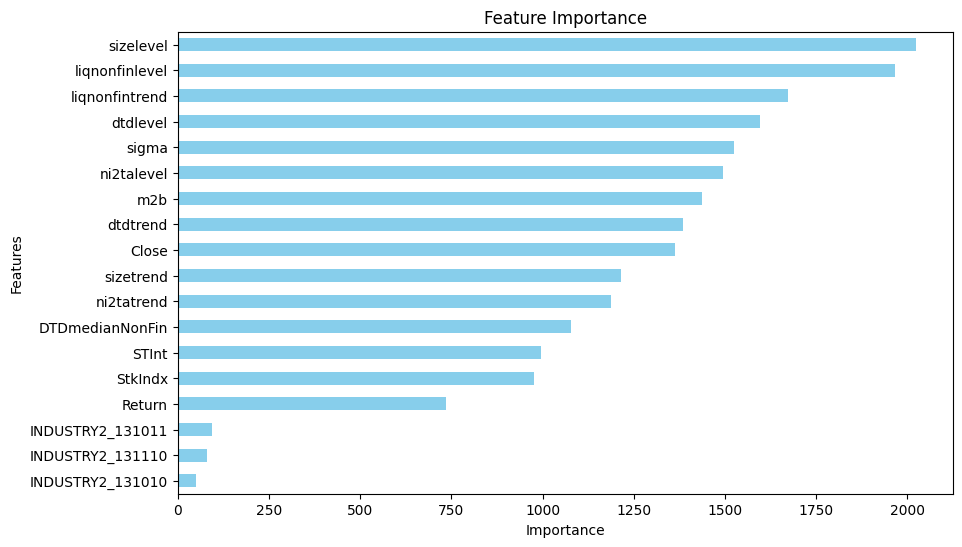 Feature Importance
sizelevel
liqnonfinlevel
liqnonfintrend
dtdlevel
sigma
ni2talevel
m2b
dtdtrend
Close
sizetrend
ni2tatrend
DTDmedianNonFin
STInt
StkIndx
Return
INDUSTRY2_131011
INDUSTRY2_131110
INDUSTRY2_131010
Features
0 250 500 750 1000 1250 1500 1750 2000
Importance